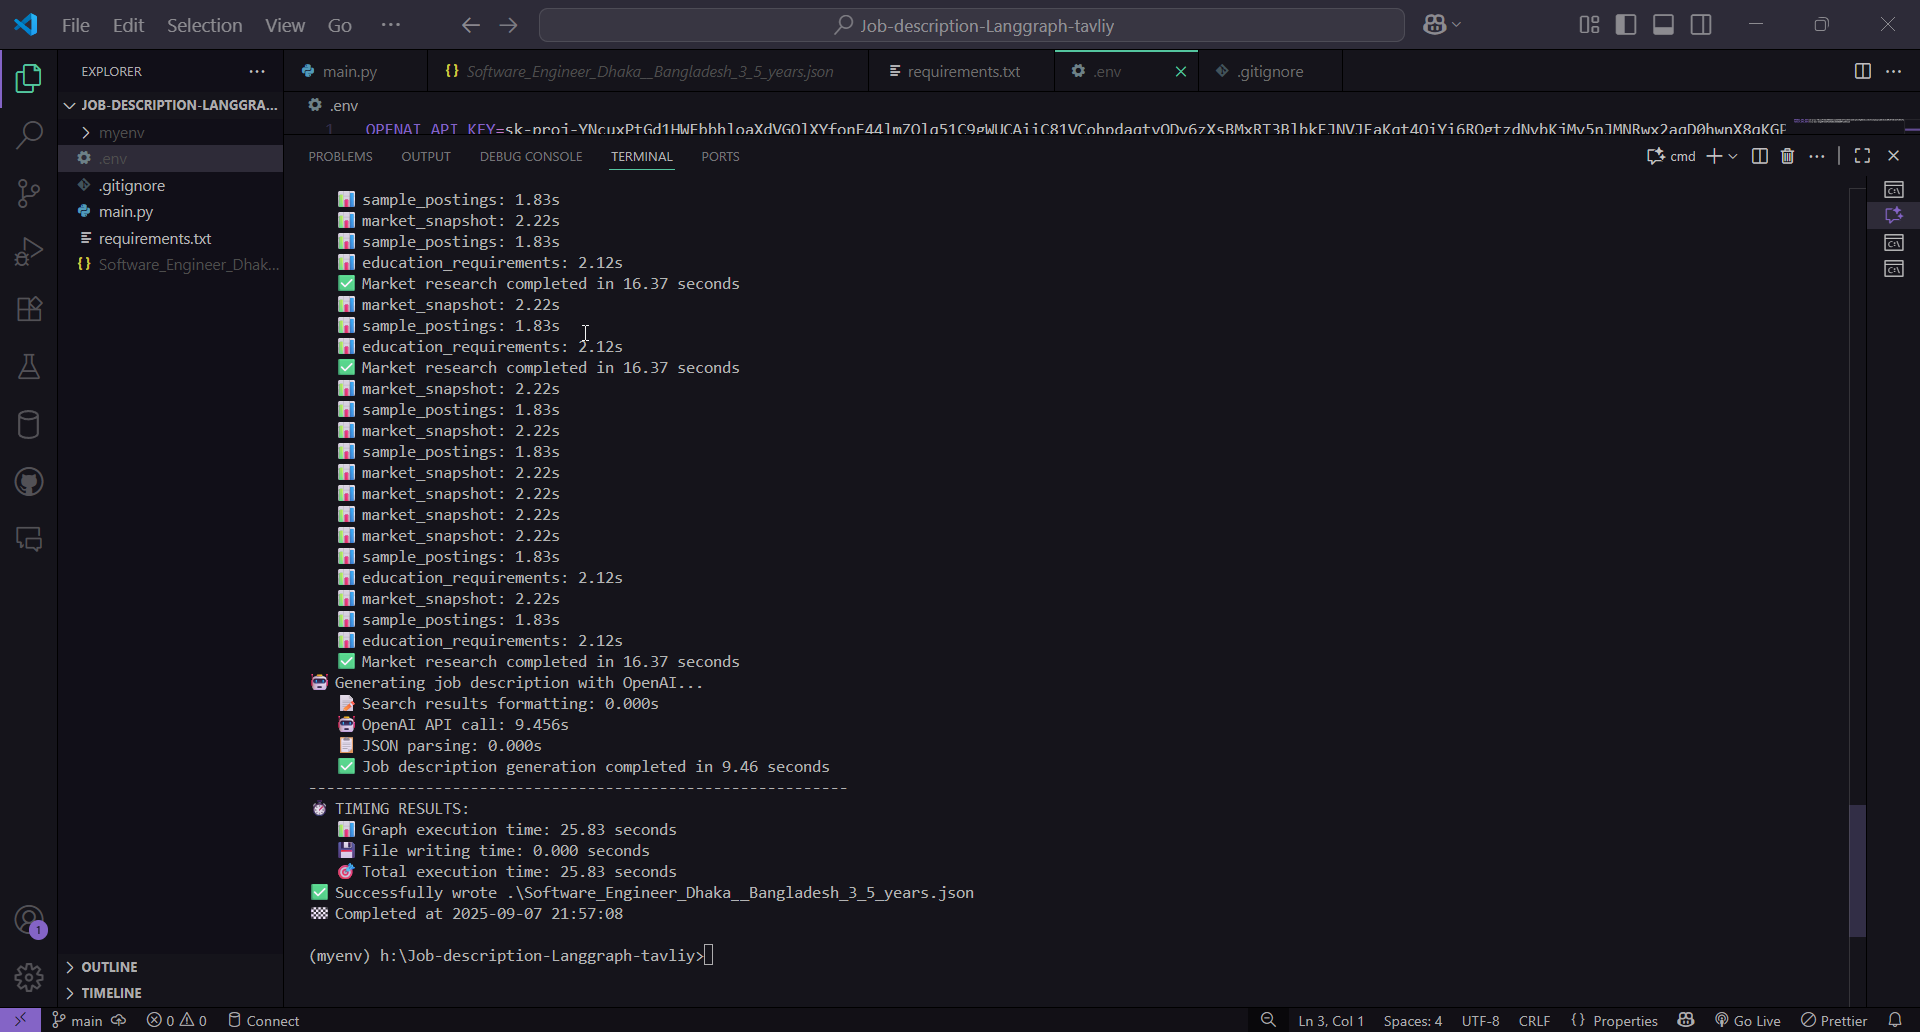 File Edit Selection View Go ··· Job-description-Langgraph-tavliy
EXPLORER ···
JOB-DESCRIPTION-LANGGRA...
myenv
.env
.gitignore
main.py
requirements.txt
Software_Engineer_Dhak...
OUTLINE
TIMELINE
main.py Software_Engineer_Dhaka__Bangladesh_3_5_years.json requirements.txt .env .gitignore
.env
1 OPENAI_API_KEY=
PROBLEMS OUTPUT DEBUG CONSOLE TERMINAL PORTS cmd
sample_postings: 1.83s
market_snapshot: 2.22s
sample_postings: 1.83s
education_requirements: 2.12s
Market research completed in 16.37 seconds
market_snapshot: 2.22s
sample_postings: 1.83s
education_requirements: 2.12s
Market research completed in 16.37 seconds
market_snapshot: 2.22s
sample_postings: 1.83s
market_snapshot: 2.22s
sample_postings: 1.83s
market_snapshot: 2.22s
market_snapshot: 2.22s
market_snapshot: 2.22s
market_snapshot: 2.22s
sample_postings: 1.83s
education_requirements: 2.12s
market_snapshot: 2.22s
sample_postings: 1.83s
education_requirements: 2.12s
Market research completed in 16.37 seconds
Generating job description with OpenAI...
Search results formatting: 0.000s
OpenAI API call: 9.456s
JSON parsing: 0.000s
Job description generation completed in 9.46 seconds
------------------------------------------------------------
TIMING RESULTS:
Graph execution time: 25.83 seconds
File writing time: 0.000 seconds
Total execution time: 25.83 seconds
Successfully wrote .\Software_Engineer_Dhaka__Bangladesh_3_5_years.json
Completed at 2025-09-07 21:57:08
(myenv) h:\Job-description-Langgraph-tavliy>
1
main 0 0 Connect Ln 3, Col 1 Spaces: 4 UTF-8 CRLF {} Properties Go Live Prettier